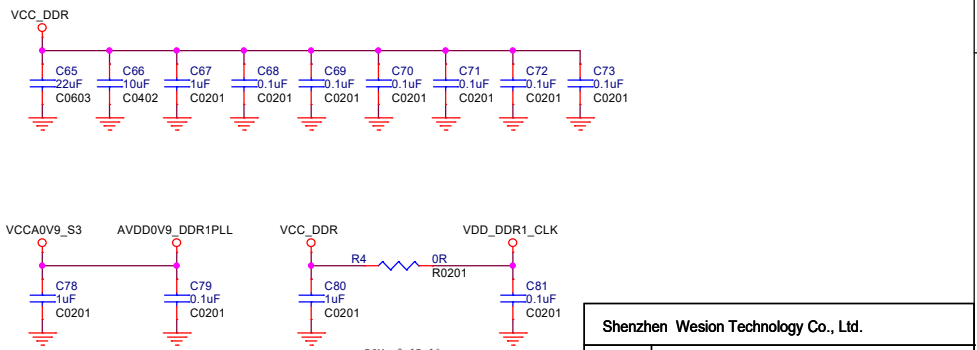 VCC_DDR
C65 C66 C67 C68 C69 C70 C71 C72 C73
22uF 10uF 1uF 0.1uF 0.1uF 0.1uF 0.1uF 0.1uF 0.1uF
C0603 C0402 C0201 C0201 C0201 C0201 C0201 C0201 C0201
VCCA0V9_S3 AVDD0V9_DDR1PLL VCC_DDR VDD_DDR1_CLK
R4 0R
R0201
C78 C79 C80 C81
1uF 0.1uF 1uF 0.1uF
C0201 C0201 C0201 C0201
Shenzhen Wesion Technology Co., Ltd.